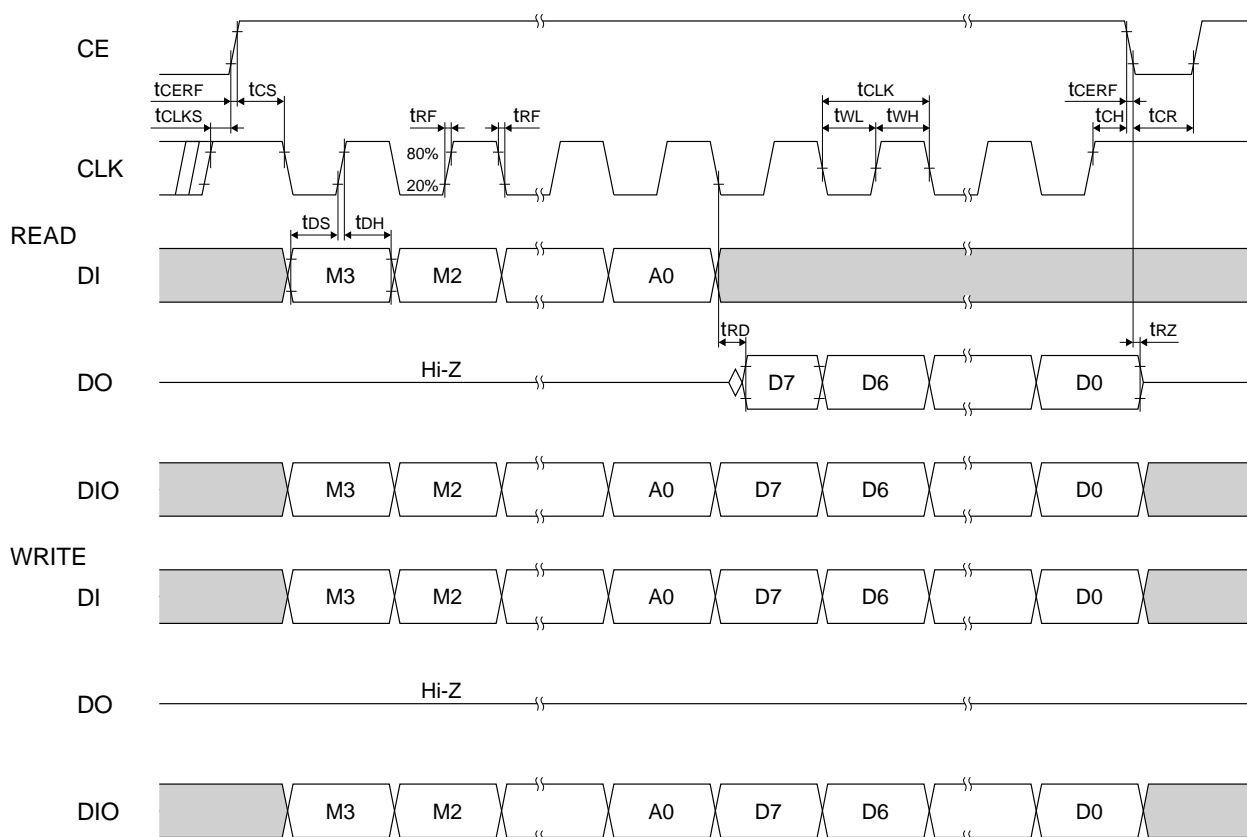 CE
tCERF tCS tCLK tCERF
tCLKS tRF tRF tWL tWH tCH tCR
80%
CLK
20%
tDS tDH
READ
DI M3 M2 A0
tRD tRZ
Hi-Z
DO D7 D6 D0
DIO M3 M2 A0 D7 D6 D0
WRITE
DI M3 M2 A0 D7 D6 D0
Hi-Z
DO
DIO M3 M2 A0 D7 D6 D0